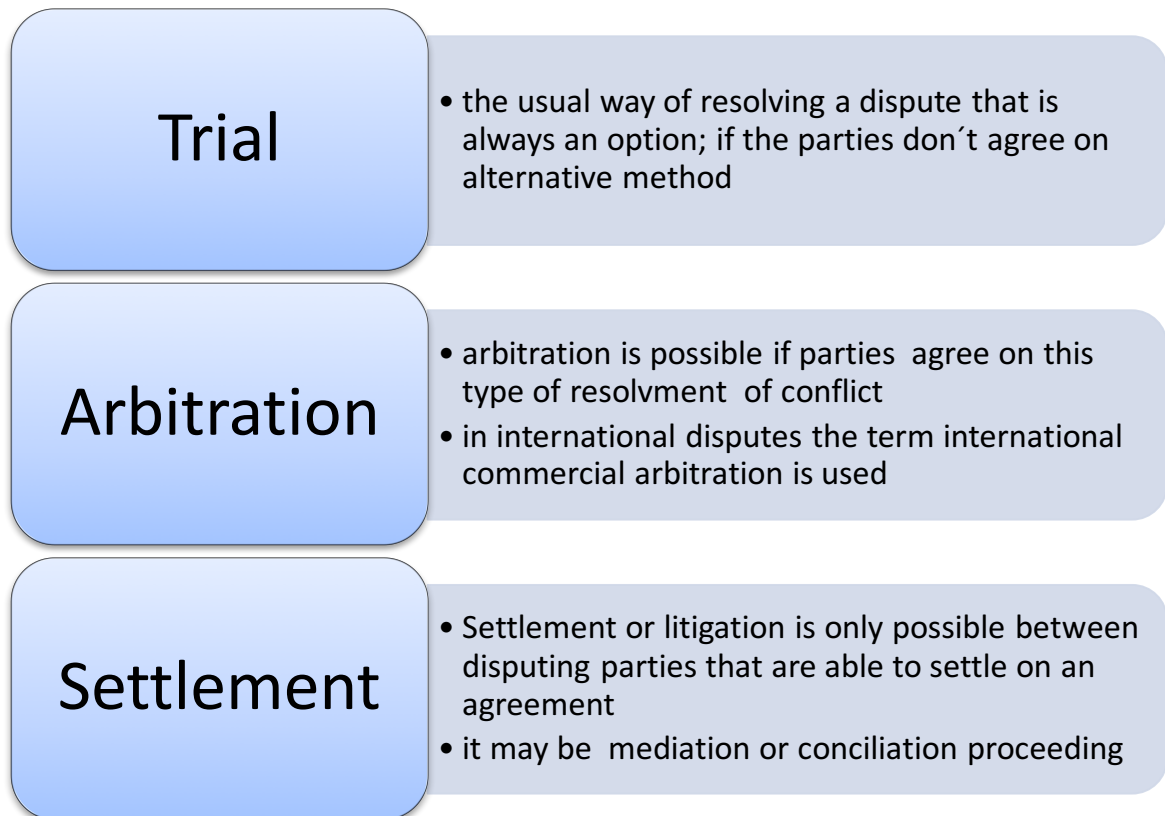 Trial
• the usual way of resolving a dispute that is
always an option; if the parties don´t agree on
alternative method
Arbitration
• arbitration is possible if parties  agree on this
type of resolvment  of conflict
• in international disputes the term international
commercial arbitration is used
Settlement
• Settlement or litigation is only possible between
disputing parties that are able to settle on an
agreement
• it may be  mediation or conciliation proceeding